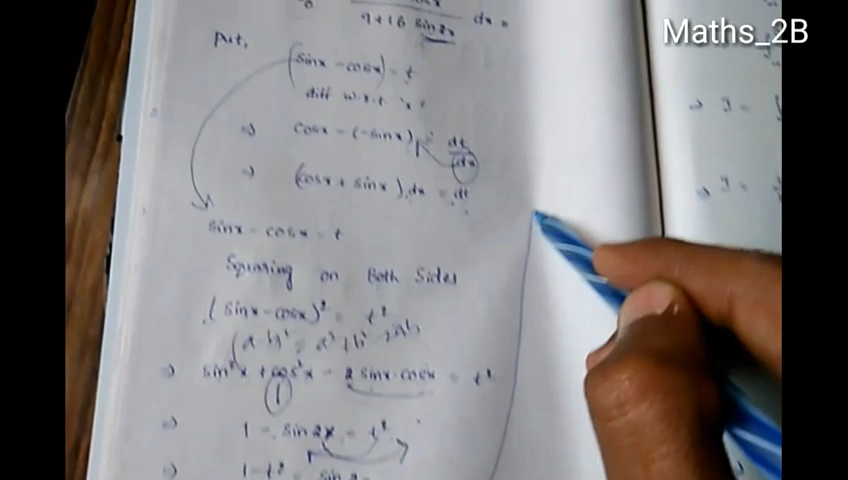 Maths_2B
9+16 sin2x dx =
Put,
(sinx - cosx) = t
diff w.r.t. 'x'
⇒ cosx - (-sinx) = dt/dx
⇒ (cosx + sinx).dx = dt
sinx - cosx = t
Squaring on Both Sides
(sinx - cosx)² = t²
(a-b)² = a²+b²-2ab
⇒ sin²x + cos²x - 2 sinx.cosx = t²
1
⇒ 1 - sin2x = t²
⇒ 1-t² =
⇒ y =
⇒ y =